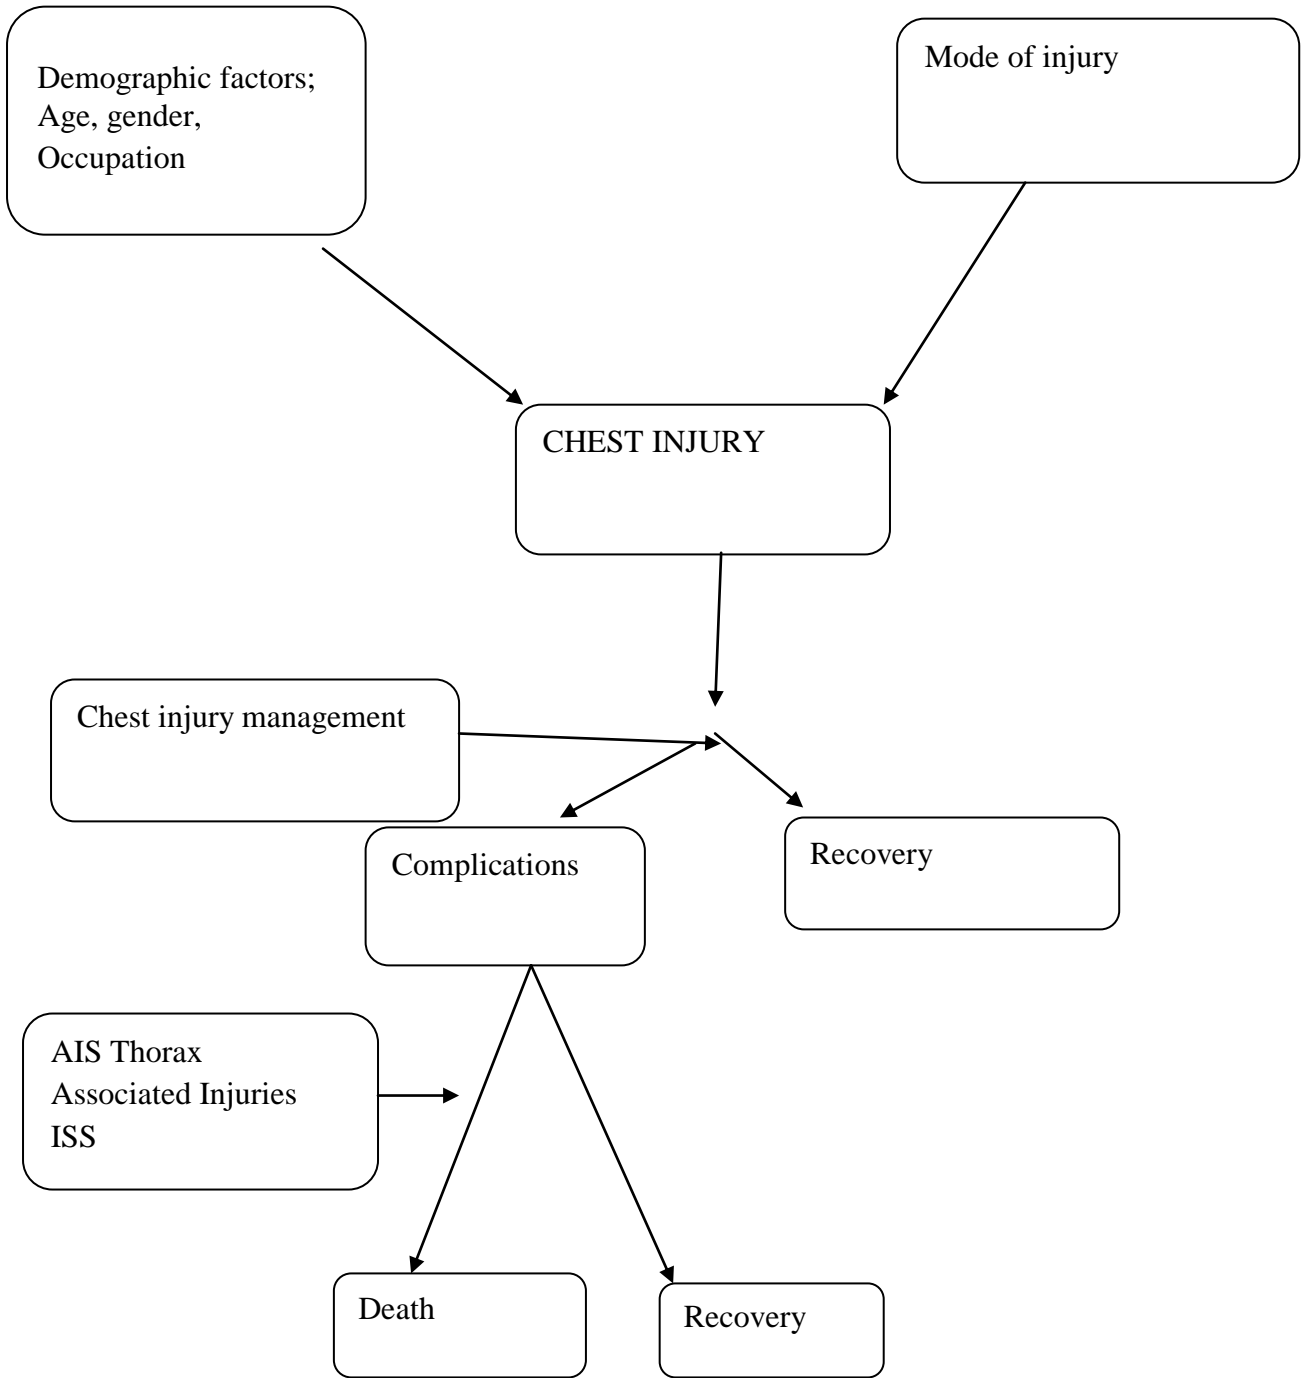 Demographic factors;
Age, gender,
Occupation
Mode of injury
CHEST INJURY
Chest injury management
Complications
Recovery
AIS Thorax
Associated Injuries
ISS
Death
Recovery